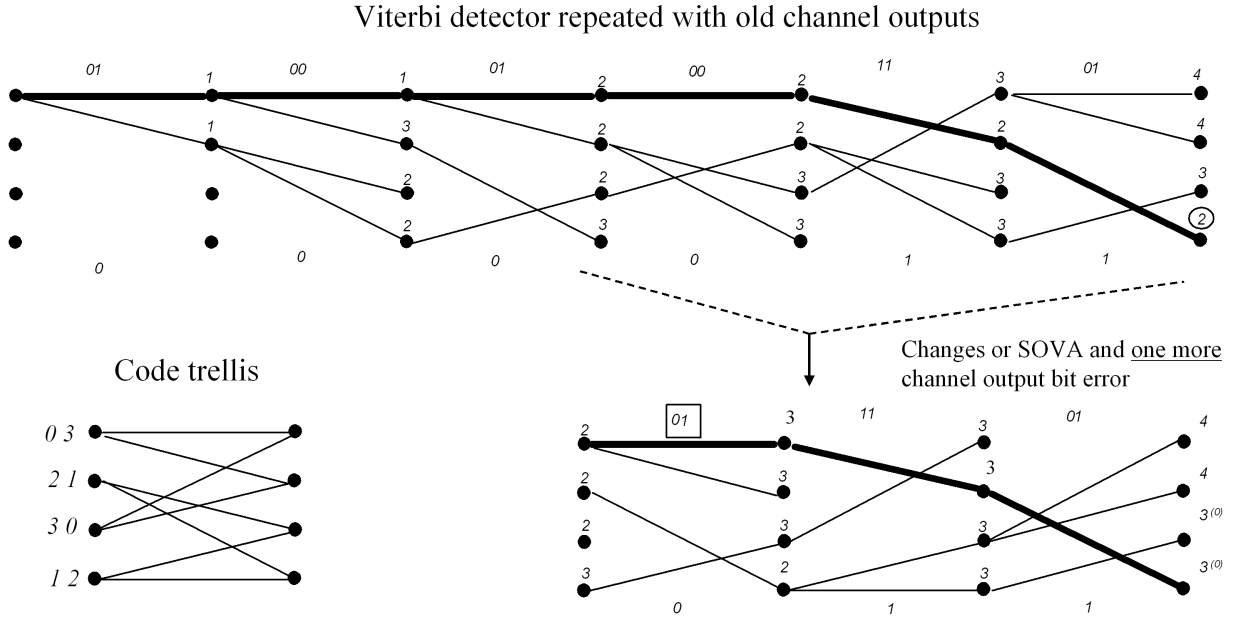 Viterbi detector repeated with old channel outputs
01 00 01 00 11 01
1 1 2 2 3 4
1 3 2 2 2 4
2 2 3 3 3
2 3 3 3 2
0 0 0 0 1 1
Changes or SOVA and one more
channel output bit error
Code trellis
01 11 01
2 3 3 4
0 3
2 3 3 4
2 1
2 3 3 3(0)
3 0
3 2 3 3(0)
1 2
0 1 1